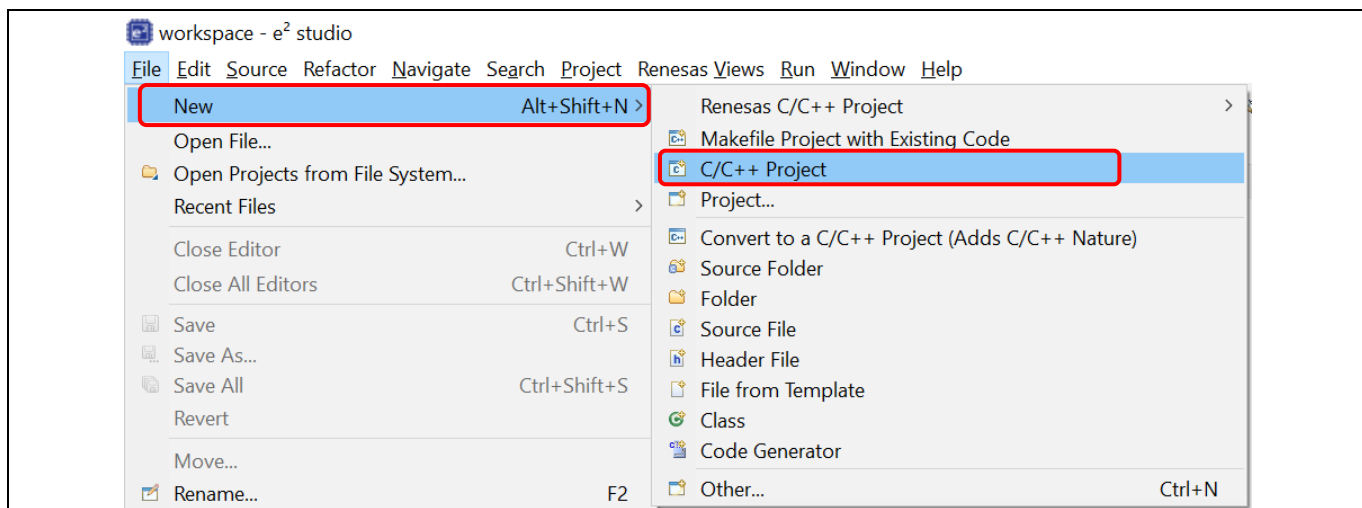 workspace - e² studio
File Edit Source Refactor Navigate Search Project Renesas Views Run Window Help
New Alt+Shift+N >
Open File...
Open Projects from File System...
Recent Files >
Close Editor Ctrl+W
Close All Editors Ctrl+Shift+W
Save Ctrl+S
Save As...
Save All Ctrl+Shift+S
Revert
Move...
Rename... F2
Renesas C/C++ Project >
Makefile Project with Existing Code
C/C++ Project
Project...
Convert to a C/C++ Project (Adds C/C++ Nature)
Source Folder
Folder
Source File
Header File
File from Template
Class
Code Generator
Other... Ctrl+N